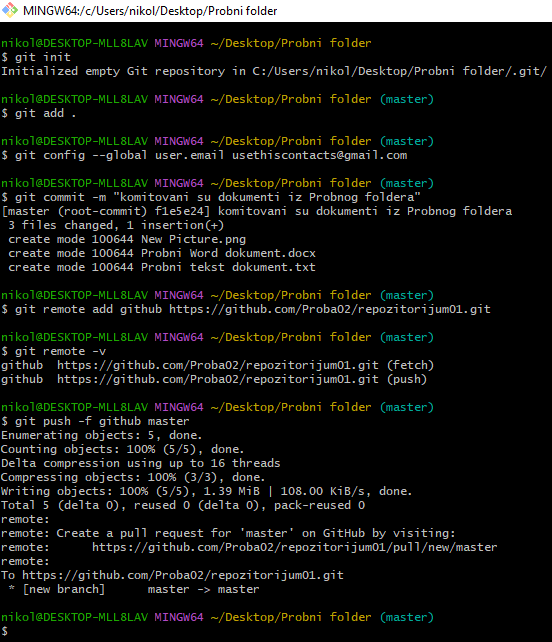 MINGW64:/c/Users/nikol/Desktop/Probni folder
nikol@DESKTOP-MLL8LAV MINGW64 ~/Desktop/Probni folder
$ git init
Initialized empty Git repository in C:/Users/nikol/Desktop/Probni folder/.git/
nikol@DESKTOP-MLL8LAV MINGW64 ~/Desktop/Probni folder (master)
$ git add .
nikol@DESKTOP-MLL8LAV MINGW64 ~/Desktop/Probni folder (master)
$ git config --global user.email usethiscontacts@gmail.com
nikol@DESKTOP-MLL8LAV MINGW64 ~/Desktop/Probni folder (master)
$ git commit -m "komitovani su dokumenti iz Probnog foldera"
[master (root-commit) f1e5e24] komitovani su dokumenti iz Probnog foldera
 3 files changed, 1 insertion(+)
 create mode 100644 New Picture.png
 create mode 100644 Probni Word dokument.docx
 create mode 100644 Probni tekst dokument.txt
nikol@DESKTOP-MLL8LAV MINGW64 ~/Desktop/Probni folder (master)
$ git remote add github https://github.com/Proba02/repozitorijum01.git
nikol@DESKTOP-MLL8LAV MINGW64 ~/Desktop/Probni folder (master)
$ git remote -v
github  https://github.com/Proba02/repozitorijum01.git (fetch)
github  https://github.com/Proba02/repozitorijum01.git (push)
nikol@DESKTOP-MLL8LAV MINGW64 ~/Desktop/Probni folder (master)
$ git push -f github master
Enumerating objects: 5, done.
Counting objects: 100% (5/5), done.
Delta compression using up to 16 threads
Compressing objects: 100% (3/3), done.
Writing objects: 100% (5/5), 1.39 MiB | 108.00 KiB/s, done.
Total 5 (delta 0), reused 0 (delta 0), pack-reused 0
remote:
remote: Create a pull request for 'master' on GitHub by visiting:
remote:      https://github.com/Proba02/repozitorijum01/pull/new/master
remote:
To https://github.com/Proba02/repozitorijum01.git
 * [new branch]      master -> master
nikol@DESKTOP-MLL8LAV MINGW64 ~/Desktop/Probni folder (master)
$